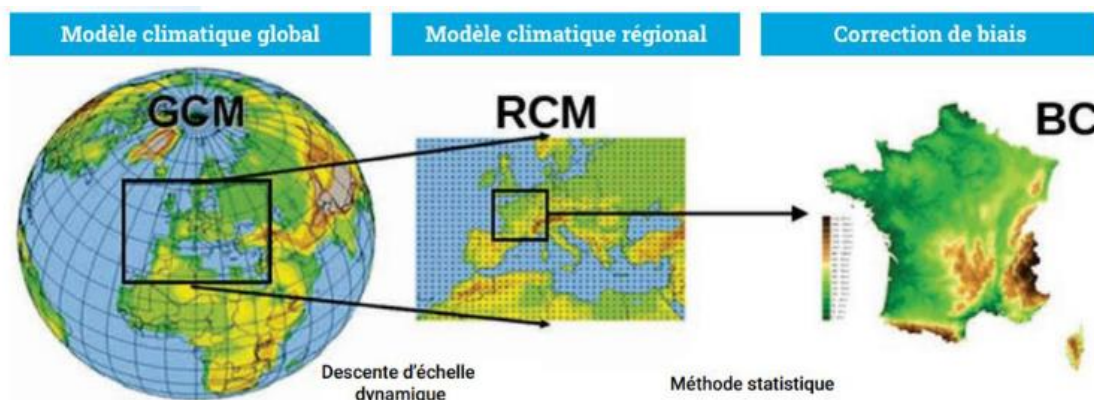 Modèle climatique global
Modèle climatique régional
Correction de biais
GCM
RCM
BC
Descente d'échelle
dynamique
Méthode statistique